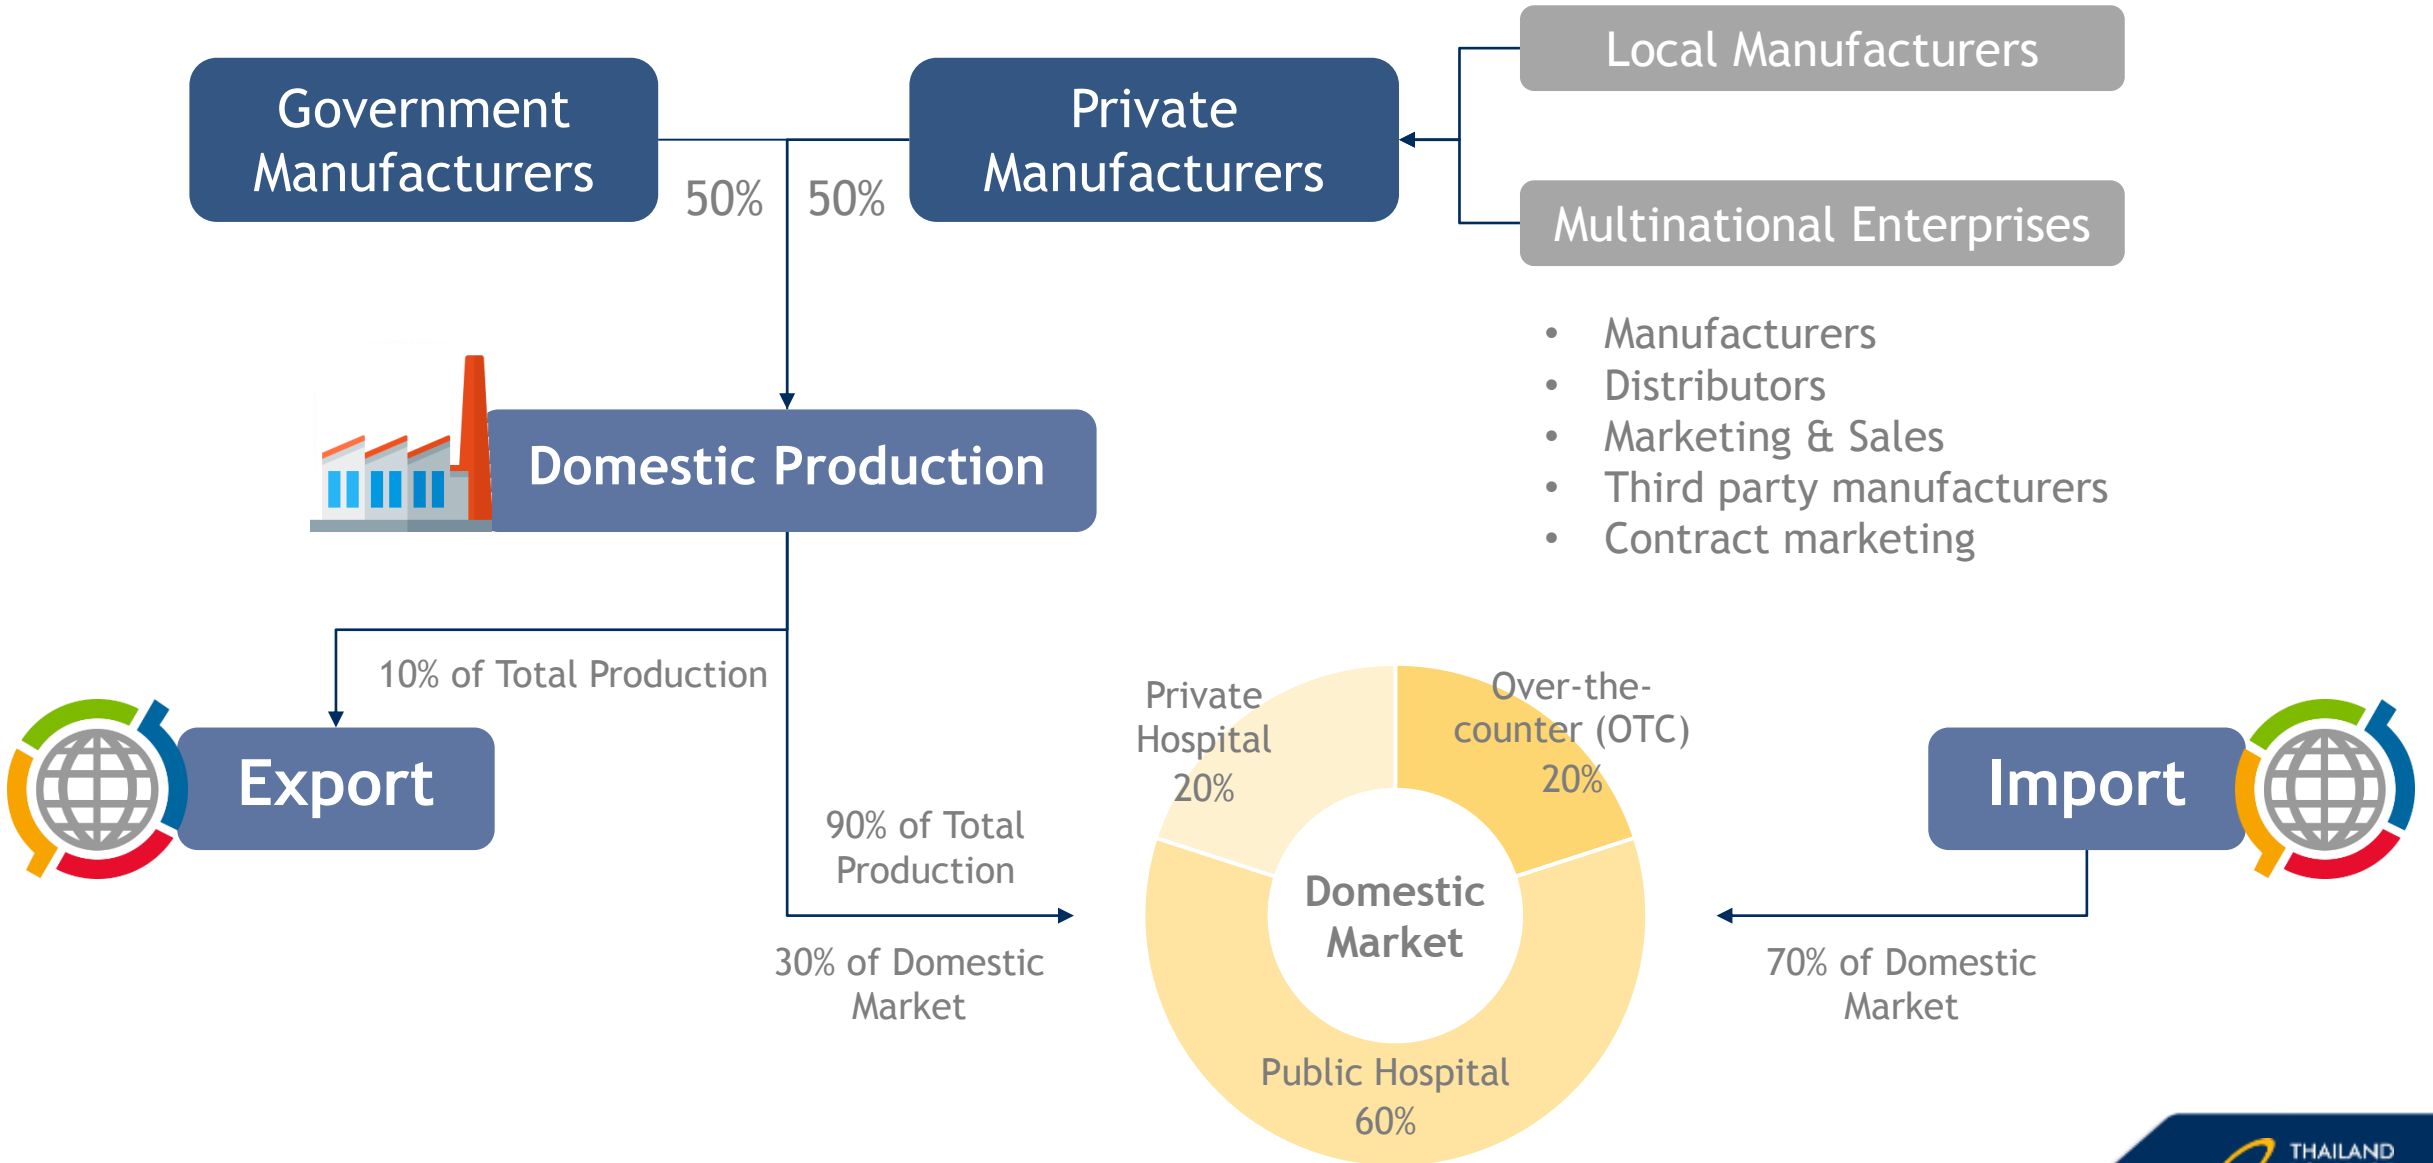 Government
Manufacturers
Private
Manufacturers
Local Manufacturers
Multinational Enterprises
50%
50%
• Manufacturers
• Distributors
• Marketing & Sales
• Third party manufacturers
• Contract marketing
Domestic Production
10% of Total Production
Export
90% of Total
Production
30% of Domestic
Market
Private
Hospital
20%
Over-the-
counter (OTC)
20%
Domestic
Market
Public Hospital
60%
Import
70% of Domestic
Market
THAILAND